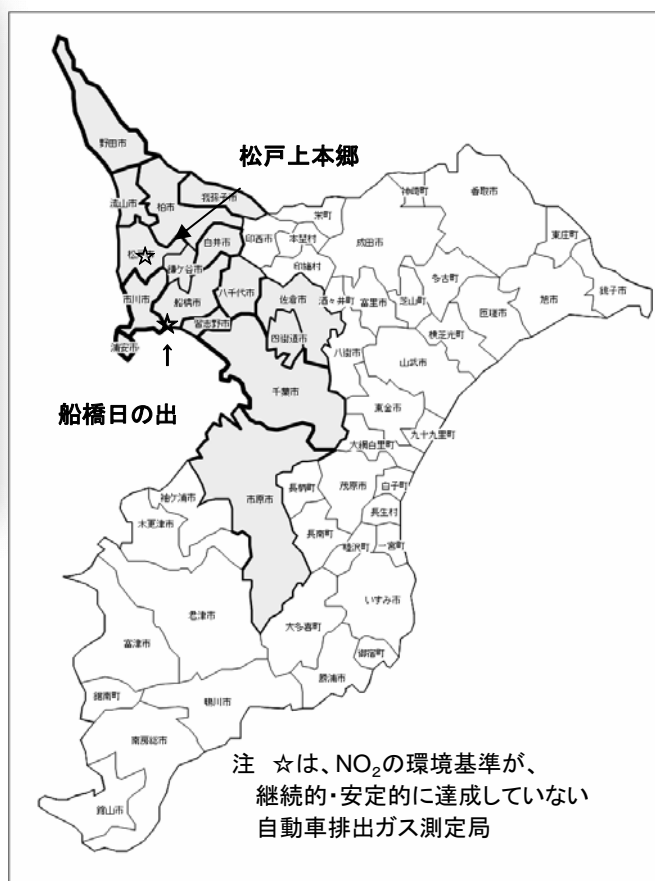 野田市
松戸上本郷
流山市
柏市
我孫子市
栄町
神崎町
香取市
白井市
印西市
本埜村
成田市
東庄町
松戸市
鎌ケ谷市
印旛村
多古町
銚子市
市川市
船橋市
八千代市
佐倉市
酒々井町
富里市
芝山町
匝瑳市
旭市
習志野市
四街道市
横芝光町
浦安市
↑
八街市
山武市
千葉市
船橋日の出
東金市
九十九里町
大網白里町
市原市
長柄町
茂原市
白子町
袖ケ浦市
長生村
木更津市
長南町
睦沢町
一宮町
いすみ市
君津市
大多喜町
富津市
御宿町
勝浦市
鋸南町
鴨川市
南房総市
館山市
注 ☆は、NO₂の環境基準が、
継続的・安定的に達成していない
自動車排出ガス測定局